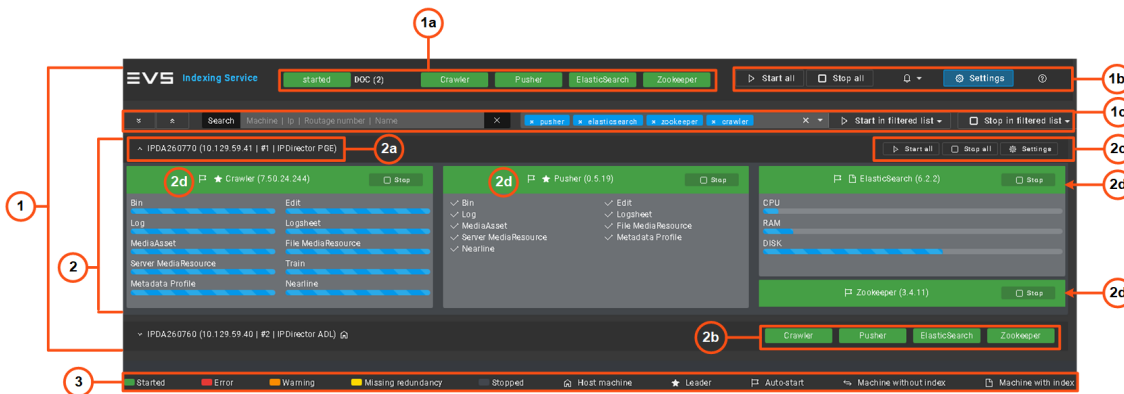 1a
EVS Indexing Service started DOC (2) Crawler Pusher ElasticSearch Zookeeper Start all Stop all Settings 1b
1c
Search Machine | Ip | Routage number | Name × × pusher × elasticsearch × zookeeper × crawler × Start in filtered list Stop in filtered list
IPDA260770 (10.129.59.41 | #1 | IPDirector PGE) 2a Start all Stop all Settings 2c
2d Crawler (7.50.24.244) Stop 2d Pusher (0.5.19) Stop ElasticSearch (6.2.2) Stop 2d
1
Bin Edit Bin Edit CPU
Log Logsheet Log Logsheet RAM
MediaAsset File MediaResource MediaAsset File MediaResource DISK
Server MediaResource Train Server MediaResource Metadata Profile
2
Metadata Profile Nearline Nearline
Zookeeper (3.4.11) Stop 2d
IPDA260760 (10.129.59.40 | #2 | IPDirector ADL) 2b Crawler Pusher ElasticSearch Zookeeper
3 Started Error Warning Missing redundancy Stopped Host machine Leader Auto-start Machine without index Machine with index